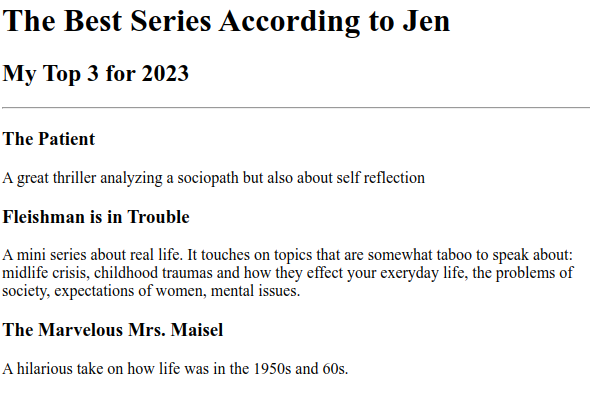 The Best Series According to Jen
My Top 3 for 2023
The Patient
A great thriller analyzing a sociopath but also about self reflection
Fleishman is in Trouble
A mini series about real life. It touches on topics that are somewhat taboo to speak about:
midlife crisis, childhood traumas and how they effect your exeryday life, the problems of
society, expectations of women, mental issues.
The Marvelous Mrs. Maisel
A hilarious take on how life was in the 1950s and 60s.